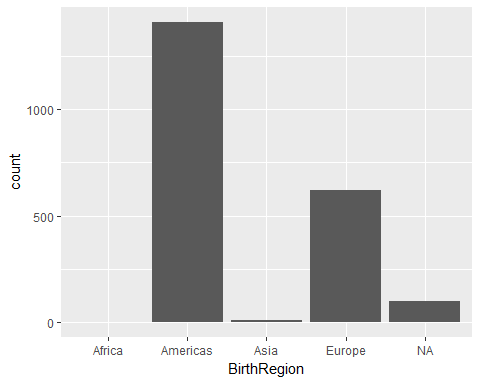 count
1000
500
0
Africa Americas Asia Europe NA
BirthRegion